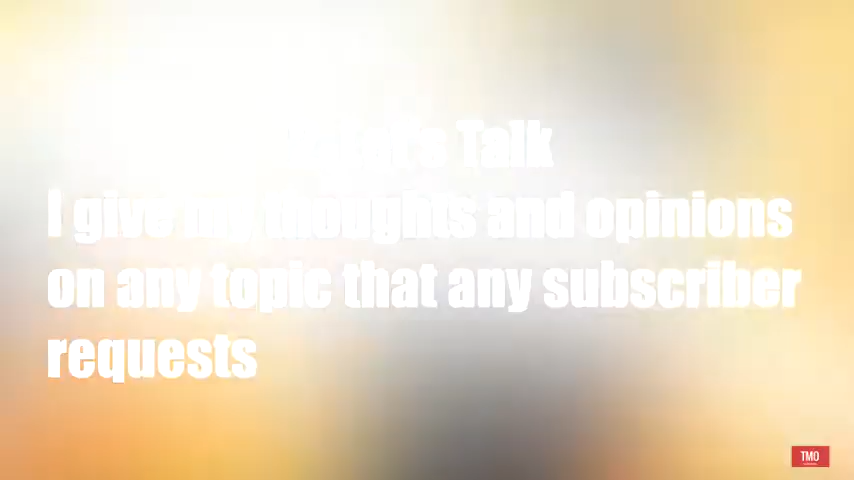 Let's Talk
I give my thoughts and opinions
on any topic that any subscriber
requests
TMO